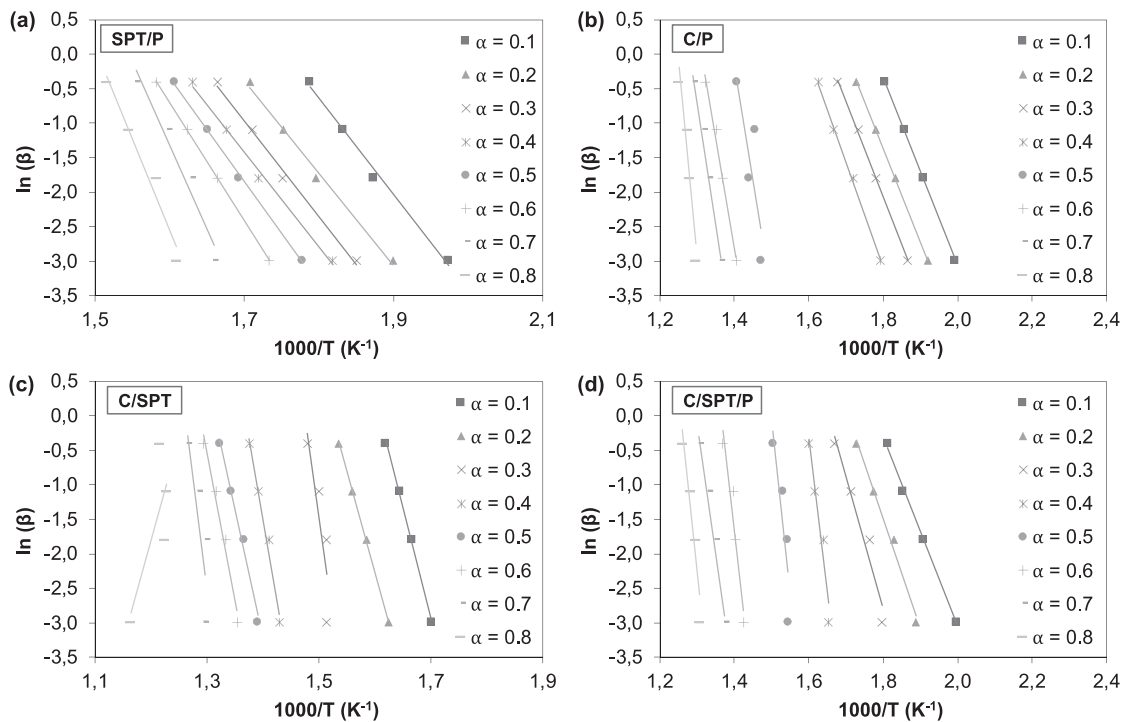 (a)
SPT/P
0,5
0,0
-0,5
-1,0
-1,5
-2,0
-2,5
-3,0
-3,5
ln (β)
1,5 1,7 1,9 2,1
1000/T (K⁻¹)
α = 0.1
α = 0.2
α = 0.3
α = 0.4
α = 0.5
α = 0.6
α = 0.7
α = 0.8
(b)
C/P
0,5
0,0
-0,5
-1,0
-1,5
-2,0
-2,5
-3,0
-3,5
ln (β)
1,2 1,4 1,6 1,8 2,0 2,2 2,4
1000/T (K⁻¹)
α = 0.1
α = 0.2
α = 0.3
α = 0.4
α = 0.5
α = 0.6
α = 0.7
α = 0.8
(c)
C/SPT
0,5
0,0
-0,5
-1,0
-1,5
-2,0
-2,5
-3,0
-3,5
ln (β)
1,1 1,3 1,5 1,7 1,9
1000/T (K⁻¹)
α = 0.1
α = 0.2
α = 0.3
α = 0.4
α = 0.5
α = 0.6
α = 0.7
α = 0.8
(d)
C/SPT/P
0,5
0,0
-0,5
-1,0
-1,5
-2,0
-2,5
-3,0
-3,5
ln (β)
1,2 1,4 1,6 1,8 2,0 2,2 2,4
1000/T (K⁻¹)
α = 0.1
α = 0.2
α = 0.3
α = 0.4
α = 0.5
α = 0.6
α = 0.7
α = 0.8